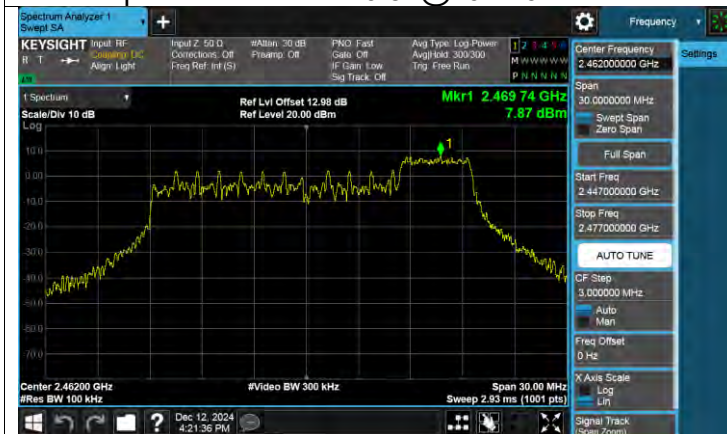 Spectrum Analyzer 1
Swept SA
Frequency
KEYSIGHT Input: RF
Coupling: DC
Align: Light
R T
Input Z: 50 Ω
Corrections: Off
Freq Ref: Int (S)
#Atten: 30 dB
Preamp: Off
PNO: Fast
Gate: Off
IF Gain: Low
Sig Track: Off
Avg Type: Log-Power
Avg|Hold: 300/300
Trig: Free Run
1 2 3 4 5 6
M W W W W W
P N N N N N
Center Frequency
2.462000000 GHz
Settings
Span
30.0000000 MHz
Swept Span
Zero Span
Full Span
Start Freq
2.447000000 GHz
Stop Freq
2.477000000 GHz
AUTO TUNE
CF Step
3.000000 MHz
Auto
Man
Freq Offset
0 Hz
X Axis Scale
Log
Lin
Signal Track
(Span Zoom)
1 Spectrum
Scale/Div 10 dB
Log
Ref Lvl Offset 12.98 dB
Ref Level 20.00 dBm
Mkr1 2.469 74 GHz
7.87 dBm
1
10.0
0.00
-10.0
-20.0
-30.0
-40.0
-50.0
-60.0
-70.0
Center 2.46200 GHz
#Res BW 100 kHz
#Video BW 300 kHz
Span 30.00 MHz
Sweep 2.93 ms (1001 pts)
Dec 12, 2024
4:21:36 PM